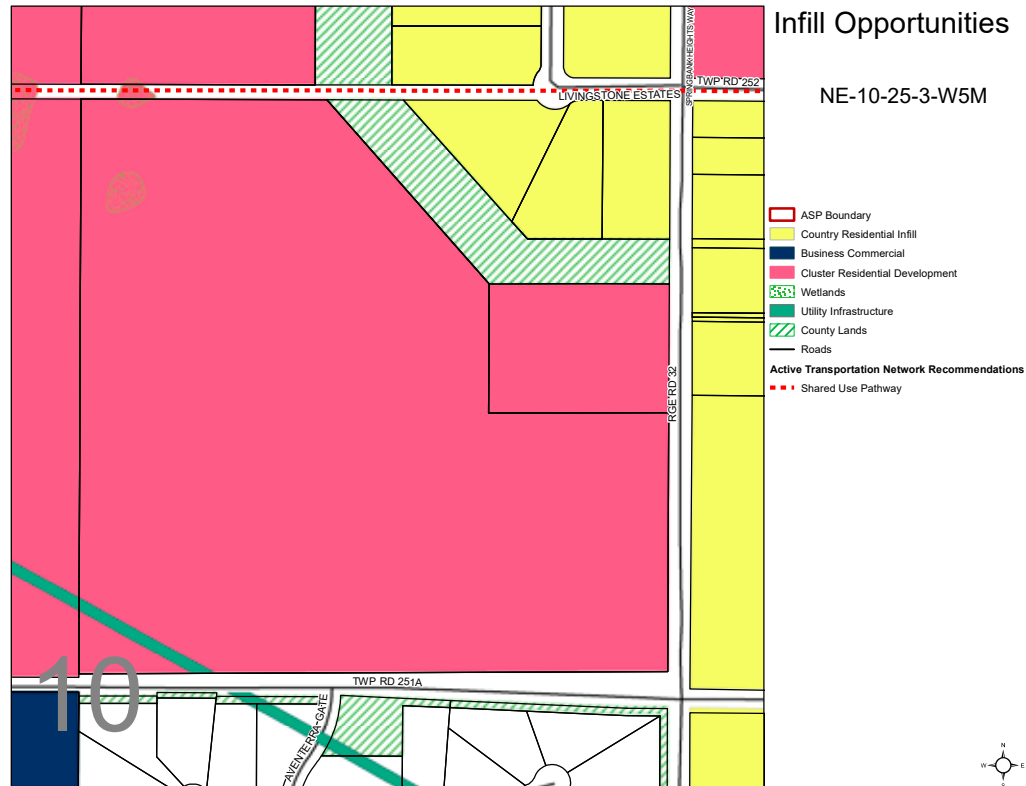 Infill Opportunities
NE-10-25-3-W5M
SPRINGBANK HEIGHTS WAY
TWP RD 252
LIVINGSTONE ESTATES
ASP Boundary
Country Residential Infill
Business Commercial
Cluster Residential Development
Wetlands
Utility Infrastructure
County Lands
Roads
Active Transportation Network Recommendations
Shared Use Pathway
RGE RD 32
10
TWP RD 251A
AVENTERRA GATE
N
W
E
S